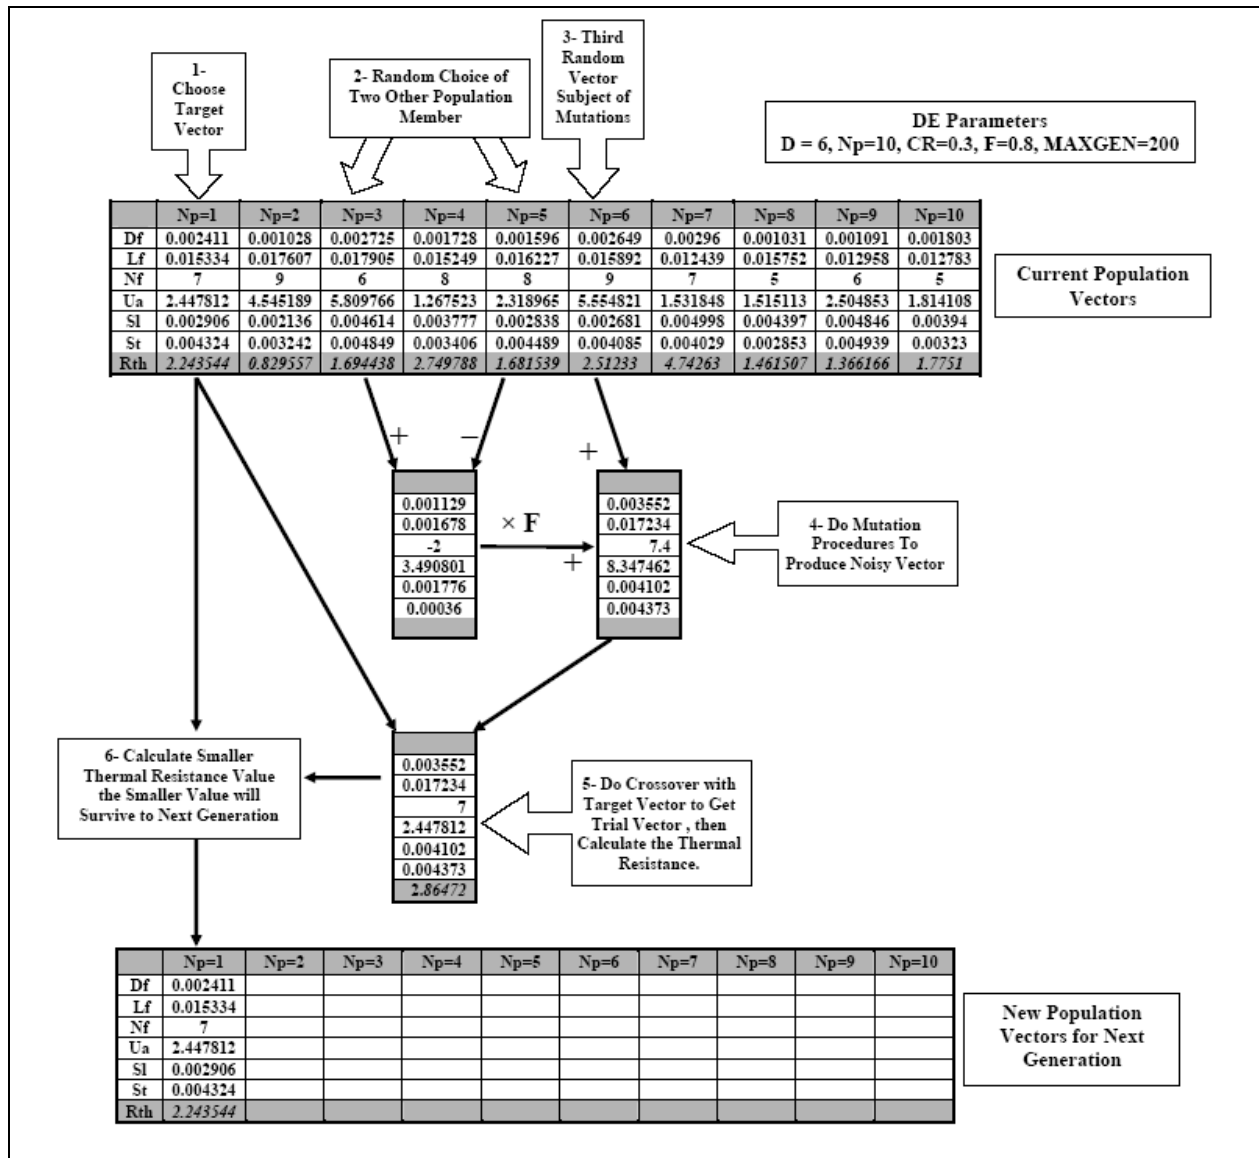 1-
Choose
Target
Vector
2- Random Choice of
Two Other Population
Member
3- Third
Random
Vector
Subject of
Mutations
DE Parameters
D = 6, Np=10, CR=0.3, F=0.8, MAXGEN=200
Np=1 Np=2 Np=3 Np=4 Np=5 Np=6 Np=7 Np=8 Np=9 Np=10
Df 0.002411 0.001028 0.002725 0.001728 0.001596 0.002649 0.00296 0.001031 0.001091 0.001803
Lf 0.015334 0.017607 0.017905 0.015249 0.016227 0.015892 0.012439 0.015752 0.012958 0.012783
Nf 7 9 6 8 8 9 7 5 6 5
Ua 2.447812 4.545189 5.809766 1.267523 2.318965 5.554821 1.531848 1.515113 2.504853 1.814108
Sl 0.002906 0.002136 0.004614 0.003777 0.002838 0.002681 0.004998 0.004397 0.004846 0.00394
St 0.004324 0.003242 0.004849 0.003406 0.004489 0.004085 0.004029 0.002853 0.004939 0.00323
Rth 2.243544 0.829557 1.694438 2.749788 1.681539 2.51233 4.74263 1.461507 1.366166 1.7751
Current Population
Vectors
+ − +
0.001129
0.001678
-2
3.490801
0.001776
0.00036
× F
+
0.003552
0.017234
7.4
8.347462
0.004102
0.004373
4- Do Mutation
Procedures To
Produce Noisy Vector
6- Calculate Smaller
Thermal Resistance Value
the Smaller Value will
Survive to Next Generation
0.003552
0.017234
7
2.447812
0.004102
0.004373
2.86472
5- Do Crossover with
Target Vector to Get
Trial Vector , then
Calculate the Thermal
Resistance.
Np=1 Np=2 Np=3 Np=4 Np=5 Np=6 Np=7 Np=8 Np=9 Np=10
Df 0.002411
Lf 0.015334
Nf 7
Ua 2.447812
Sl 0.002906
St 0.004324
Rth 2.243544
New Population
Vectors for Next
Generation